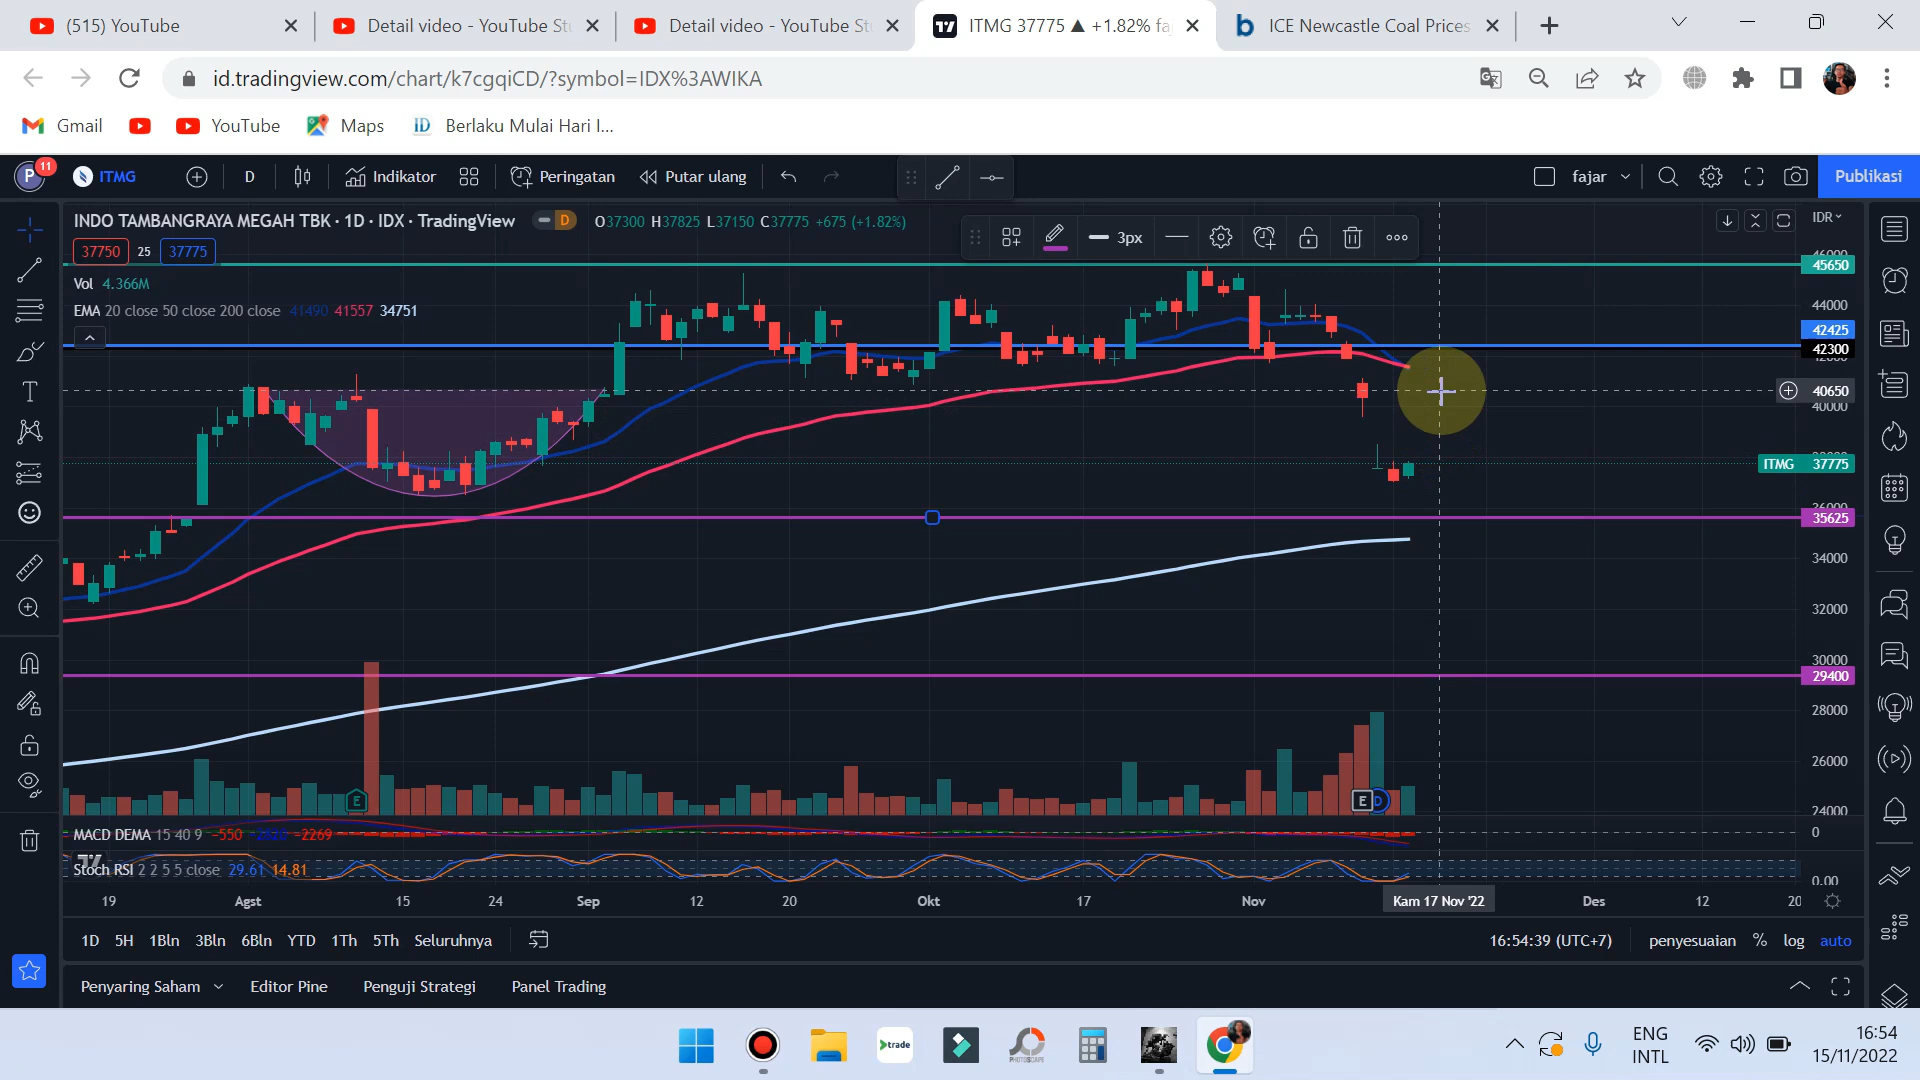 (515) YouTube
Detail video - YouTube St
Detail video - YouTube St
ITMG 37775 ▲ +1.82% fa
ICE Newcastle Coal Prices
id.tradingview.com/chart/k7cgqiCD/?symbol=IDX%3AWIKA
Gmail
YouTube
Maps
Berlaku Mulai Hari I...
P 11
ITMG
D
Indikator
Peringatan
Putar ulang
fajar
Publikasi
INDO TAMBANGRAYA MEGAH TBK · 1D · IDX · TradingView
D
O37300 H37825 L37150 C37775 +675 (+1.82%)
IDR
37750 25 37775
3px
45650
Vol 4.366M
44000
EMA 20 close 50 close 200 close 41490 41557 34751
42425
42300
40650
40000
ITMG 37775
35625
34000
32000
30000
29400
28000
26000
24000
E
E D
MACD DEMA 15 40 9 -550 -2269
0
Stoch RSI 2 2 5 5 close 29.61 14.81
0.00
19 Agst 15 24 Sep 12 20 Okt 17 Nov Kam 17 Nov '22 Des 12 20
1D 5H 1Bln 3Bln 6Bln YTD 1Th 5Th Seluruhnya
16:54:39 (UTC+7)
penyesuaian % log auto
Penyaring Saham
Editor Pine
Penguji Strategi
Panel Trading
trade
PHOTOSCAPE
ENG
INTL
16:54
15/11/2022